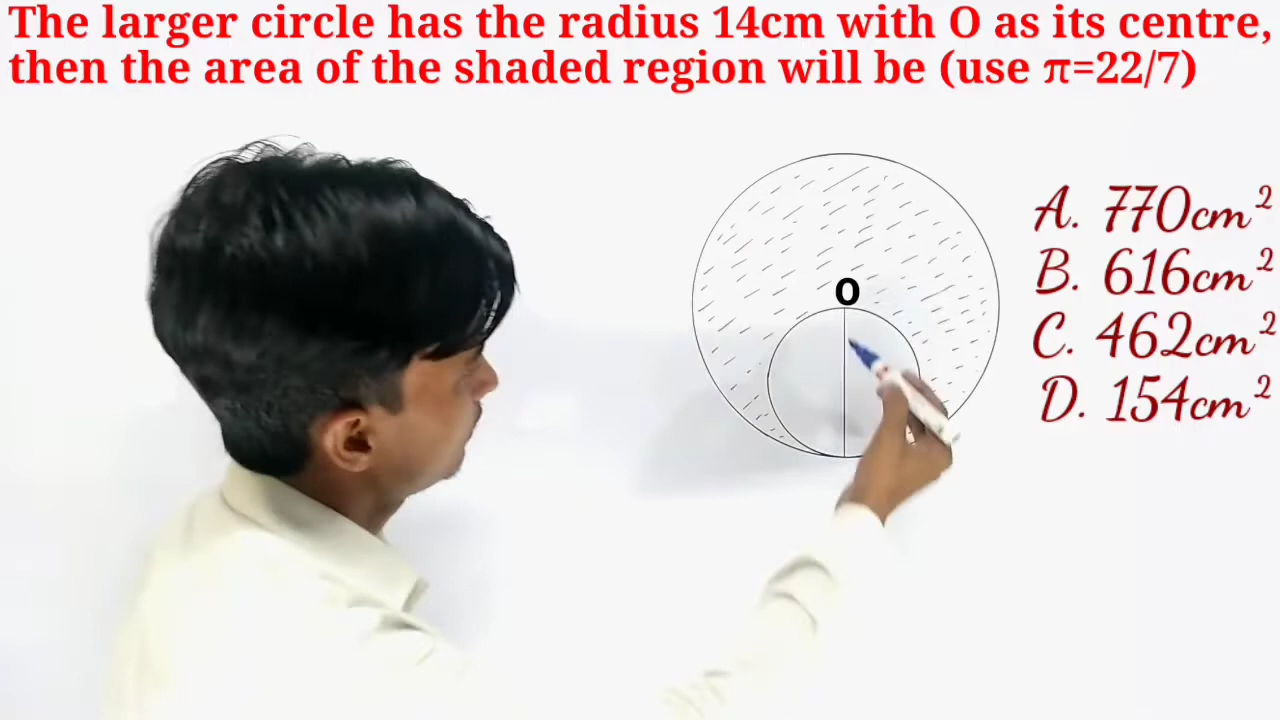 The larger circle has the radius 14cm with O as its centre,
then the area of the shaded region will be (use π=22/7)
O
A. 770cm²
B. 616cm²
C. 462cm²
D. 154cm²